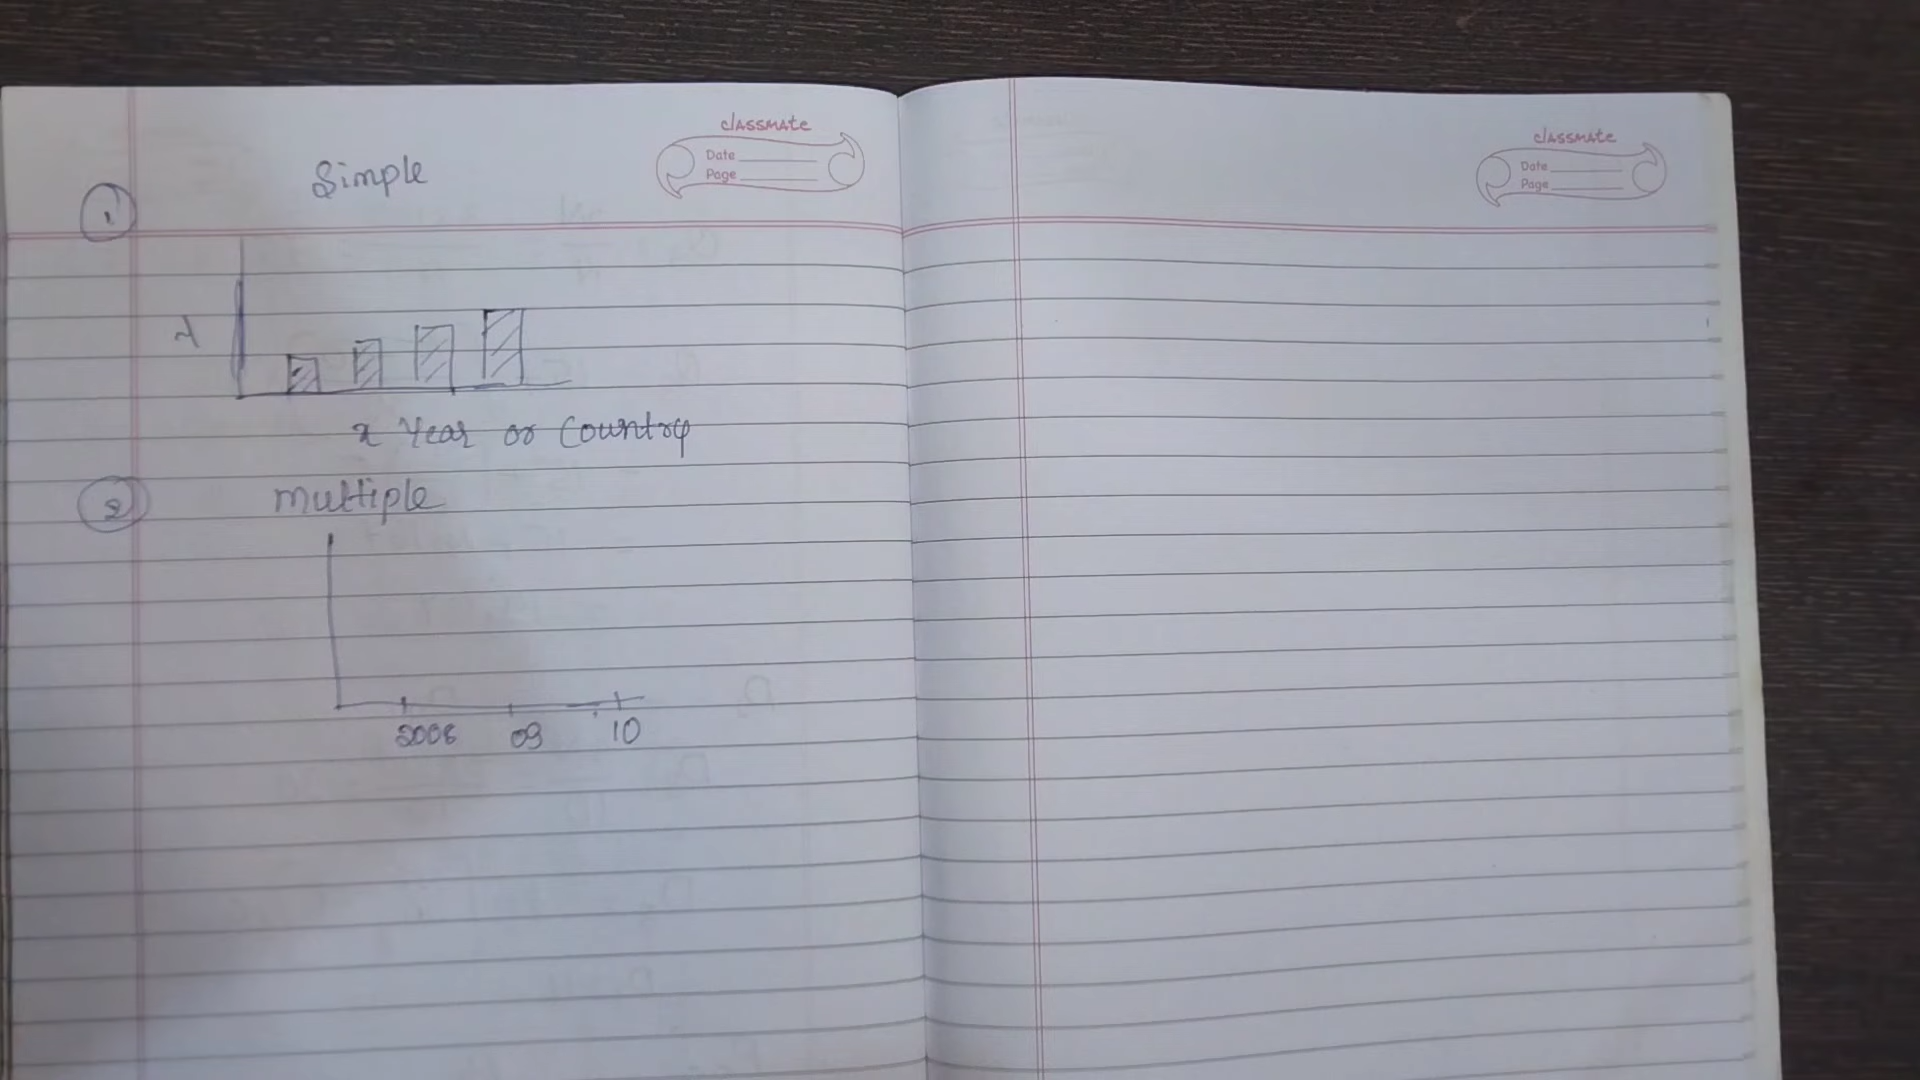 classmate
Date
Page
classmate
Date
Page
1
Simple
x Year or Country
2
multiple
2008 09 10